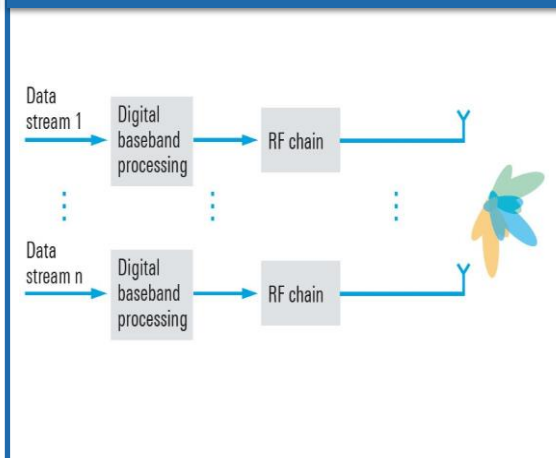 Data
stream 1
Digital
baseband
processing
RF chain
Data
stream n
Digital
baseband
processing
RF chain